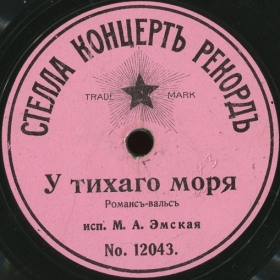 СТЕЛЛА КОНЦЕРТЪ РЕКОРДЪ
TRADE MARK
У тихаго моря
Романсъ-вальсъ
исп. М. А. Эмская
No. 12043.